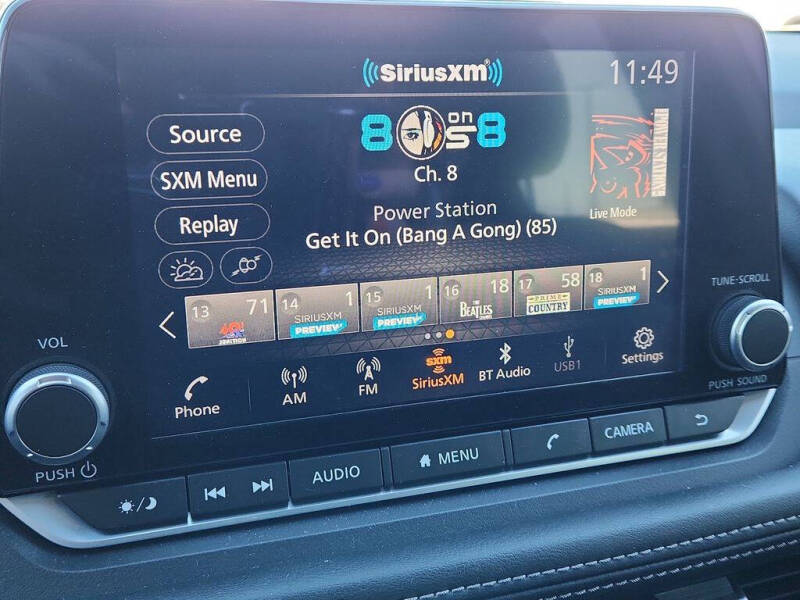 SiriusXM
11:49
Source
SXM Menu
Replay
80s on 8
Ch. 8
Power Station
Get It On (Bang A Gong) (85)
Live Mode
13 71
14 1
SIRIUSXM
PREVIEW
15 1
SIRIUSXM
PREVIEW
16 18
THE
BEATLES
17 58
PRIME
COUNTRY
18 1
SIRIUSXM
PREVIEW
Phone
AM
FM
sxm
SiriusXM
BT Audio
USB1
Settings
VOL
PUSH
TUNE·SCROLL
PUSH SOUND
AUDIO
MENU
CAMERA